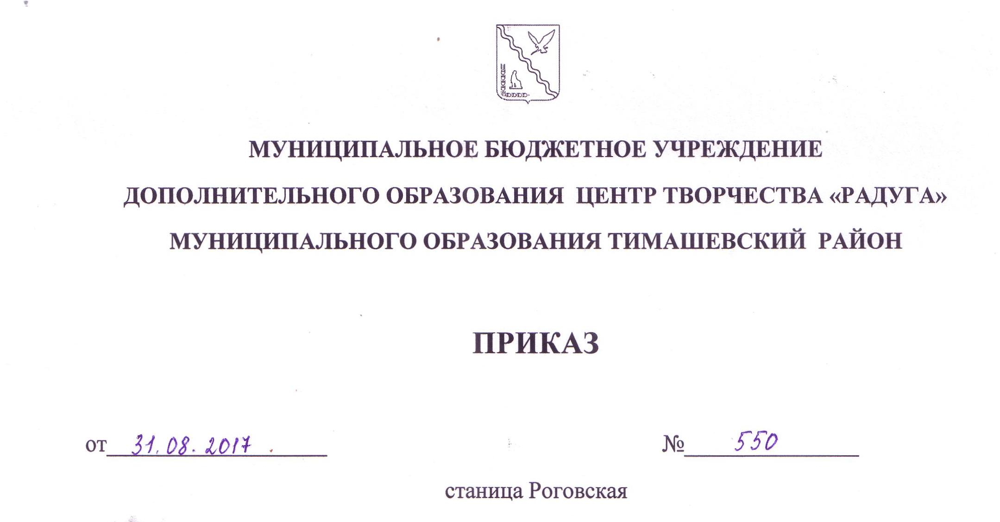 МУНИЦИПАЛЬНОЕ БЮДЖЕТНОЕ УЧРЕЖДЕНИЕ
ДОПОЛНИТЕЛЬНОГО ОБРАЗОВАНИЯ ЦЕНТР ТВОРЧЕСТВА «РАДУГА»
МУНИЦИПАЛЬНОГО ОБРАЗОВАНИЯ ТИМАШЕВСКИЙ РАЙОН
ПРИКАЗ
от 31.08.2017 № 550
станица Роговская